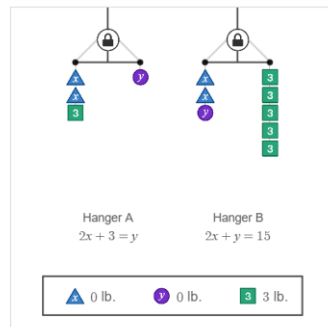 x y x 3
x x 3
3 y 3
3
3
Hanger A Hanger B
2x + 3 = y 2x + y = 15
x 0 lb. y 0 lb. 3 3 lb.